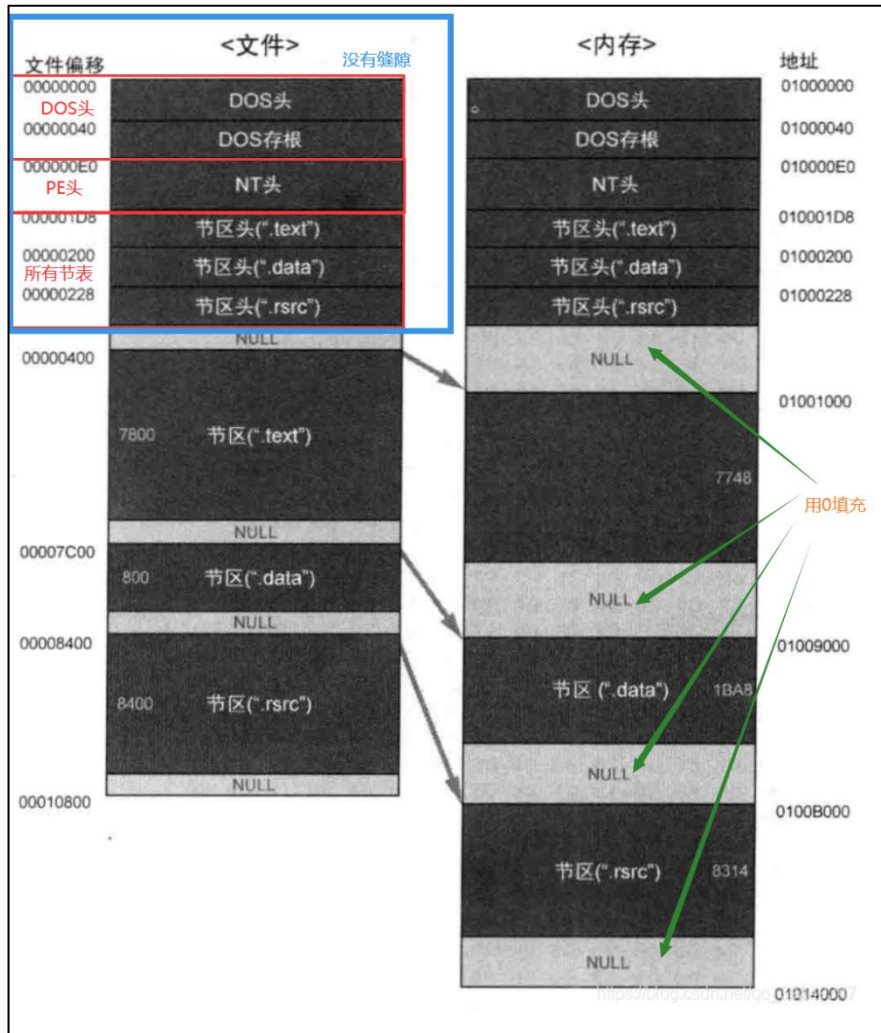 <文件>
没有缝隙
<内存>
文件偏移
地址
00000000
DOS头
DOS头
DOS头
01000000
00000040
DOS存根
DOS存根
01000040
000000E0
PE头
NT头
NT头
010000E0
000001D8
节区头(“.text”)
节区头(“.text”)
010001D8
00000200
所有节表
节区头(“.data”)
节区头(“.data”)
01000200
00000228
节区头(“.rsrc”)
节区头(“.rsrc”)
01000228
NULL
NULL
00000400
01001000
7800
节区(“.text”)
7748
用0填充
NULL
NULL
00007C00
800
节区(“.data”)
NULL
00008400
01009000
8400
节区(“.rsrc”)
节区 (“.data”)
1BA8
NULL
NULL
00010800
0100B000
节区(“.rsrc”)
8314
NULL
01014000